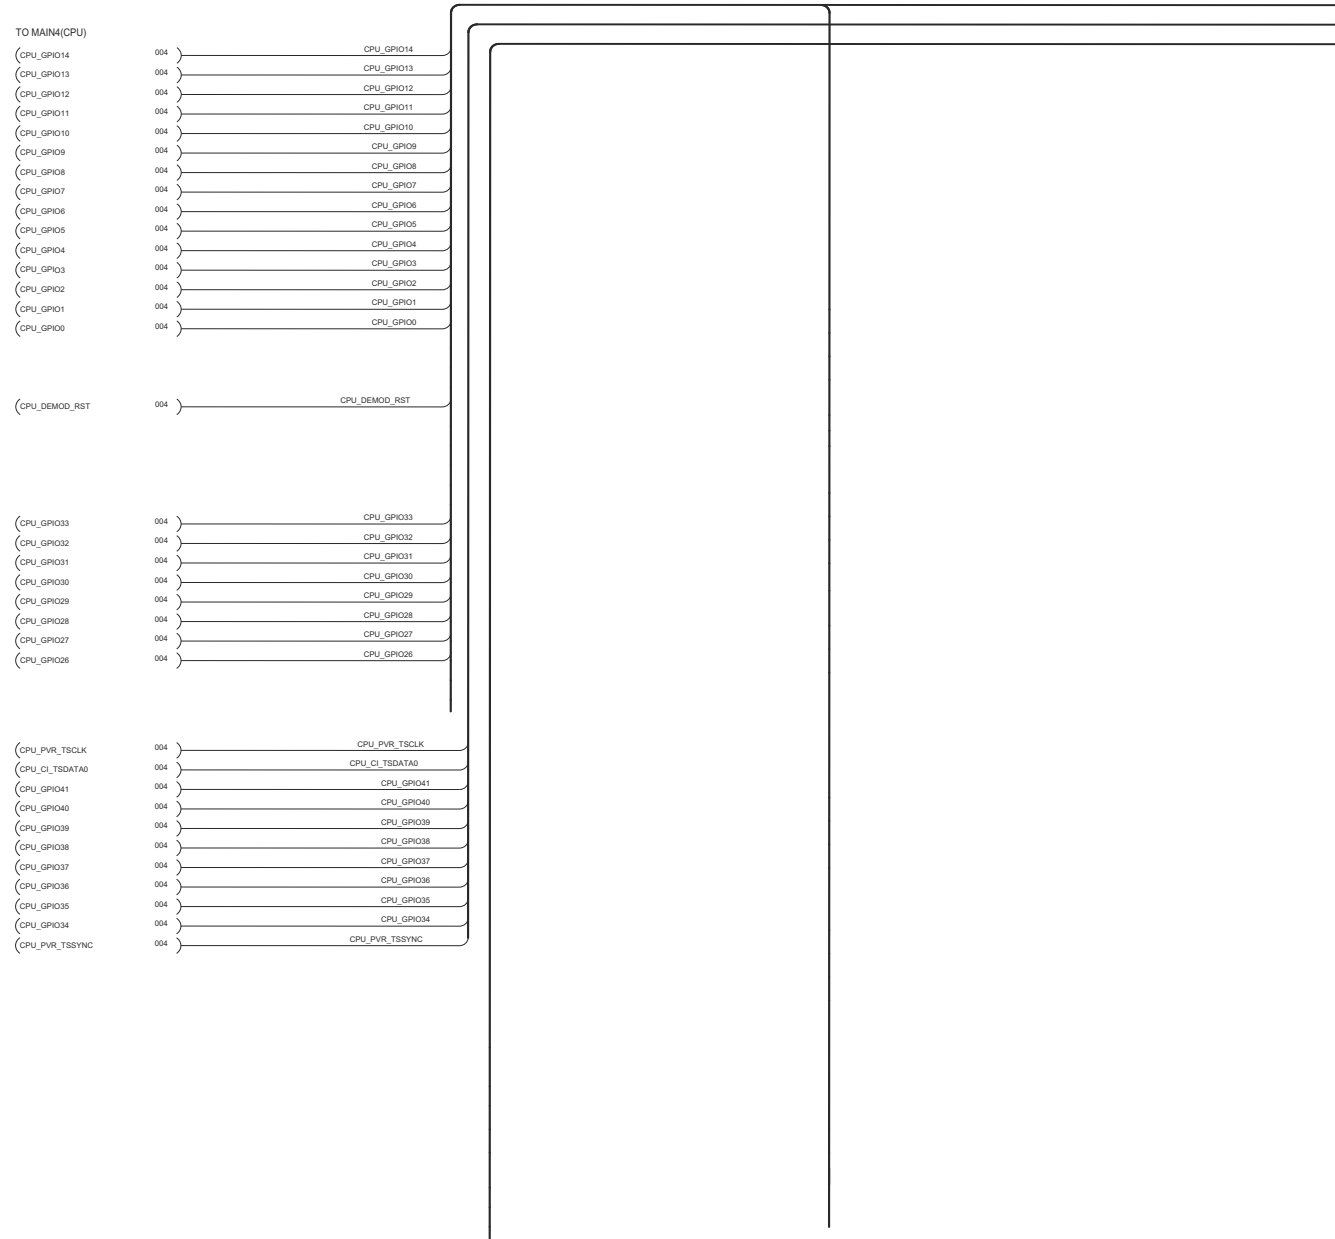 TO MAIN4(CPU)
CPU_GPIO14 004 CPU_GPIO14
CPU_GPIO13 004 CPU_GPIO13
CPU_GPIO12 004 CPU_GPIO12
CPU_GPIO11 004 CPU_GPIO11
CPU_GPIO10 004 CPU_GPIO10
CPU_GPIO9 004 CPU_GPIO9
CPU_GPIO8 004 CPU_GPIO8
CPU_GPIO7 004 CPU_GPIO7
CPU_GPIO6 004 CPU_GPIO6
CPU_GPIO5 004 CPU_GPIO5
CPU_GPIO4 004 CPU_GPIO4
CPU_GPIO3 004 CPU_GPIO3
CPU_GPIO2 004 CPU_GPIO2
CPU_GPIO1 004 CPU_GPIO1
CPU_GPIO0 004 CPU_GPIO0
CPU_DEMOD_RST 004 CPU_DEMOD_RST
CPU_GPIO33 004 CPU_GPIO33
CPU_GPIO32 004 CPU_GPIO32
CPU_GPIO31 004 CPU_GPIO31
CPU_GPIO30 004 CPU_GPIO30
CPU_GPIO29 004 CPU_GPIO29
CPU_GPIO28 004 CPU_GPIO28
CPU_GPIO27 004 CPU_GPIO27
CPU_GPIO26 004 CPU_GPIO26
CPU_PVR_TSCLK 004 CPU_PVR_TSCLK
CPU_CI_TSDATA0 004 CPU_CI_TSDATA0
CPU_GPIO41 004 CPU_GPIO41
CPU_GPIO40 004 CPU_GPIO40
CPU_GPIO39 004 CPU_GPIO39
CPU_GPIO38 004 CPU_GPIO38
CPU_GPIO37 004 CPU_GPIO37
CPU_GPIO36 004 CPU_GPIO36
CPU_GPIO35 004 CPU_GPIO35
CPU_GPIO34 004 CPU_GPIO34
CPU_PVR_TSSYNC 004 CPU_PVR_TSSYNC